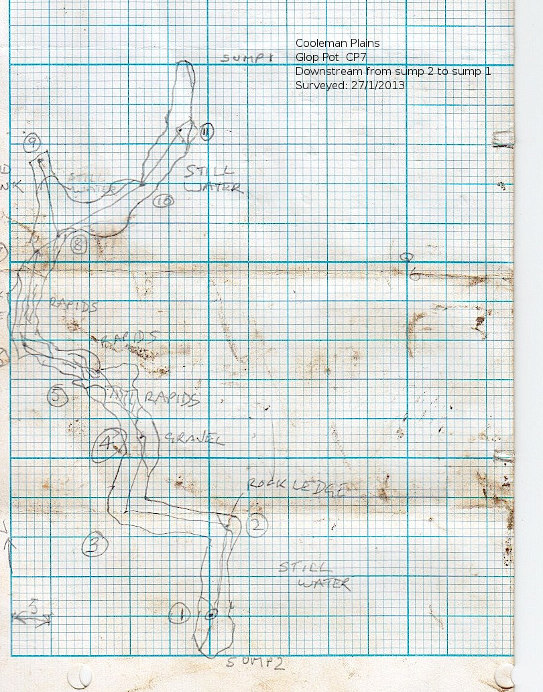 Cooleman Plains
Glop Pot CP7
Downstream from sump 2 to sump 1
Surveyed: 27/1/2013
SUMP 1
11
9
STILL
WATER
STILL
WATER
10
8
RAPIDS
RAPIDS
5
RAPIDS
4
GRAVEL
ROCK LEDGE
2
3
STILL
WATER
5
1
SUMP 2